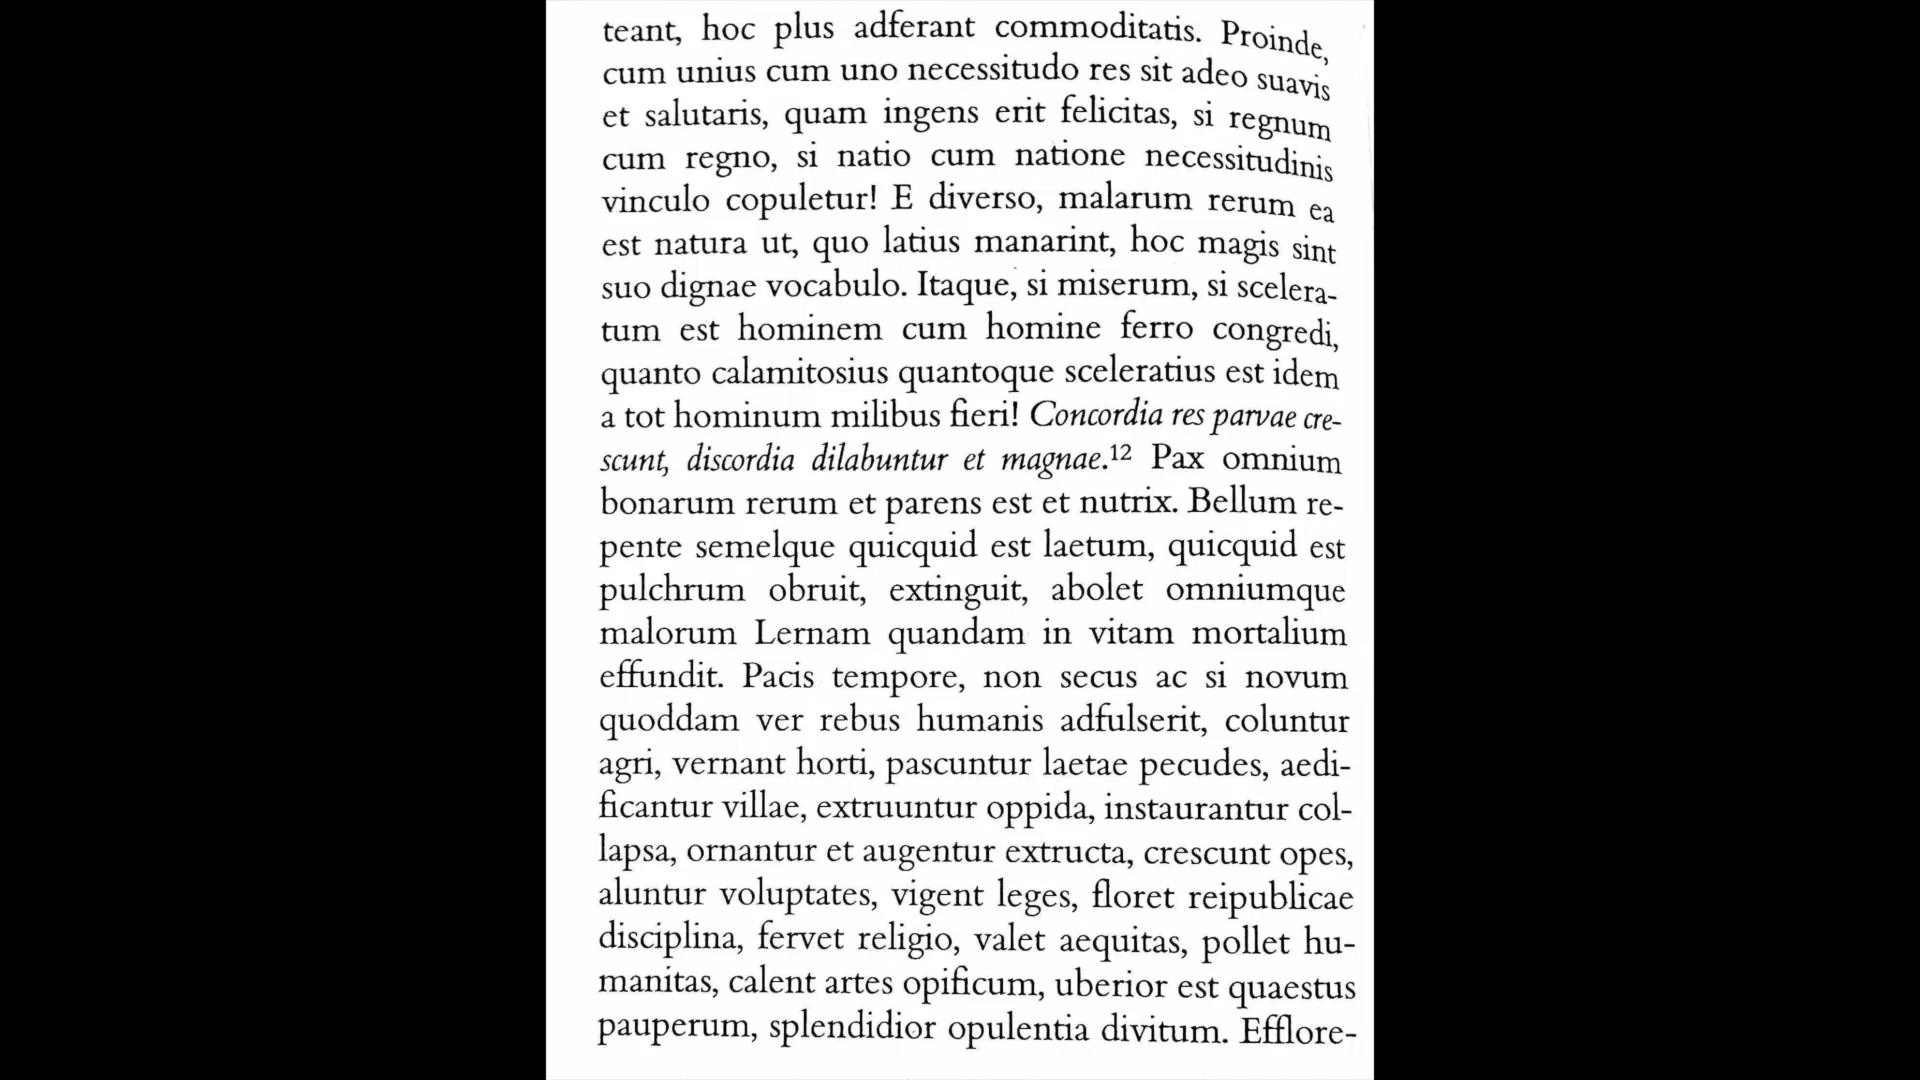 teant, hoc plus adferant commoditatis. Proinde,
cum unius cum uno necessitudo res sit adeo suavis
et salutaris, quam ingens erit felicitas, si regnum
cum regno, si natio cum natione necessitudinis
vinculo copuletur! E diverso, malarum rerum ea
est natura ut, quo latius manarint, hoc magis sint
suo dignae vocabulo. Itaque, si miserum, si scelera-
tum est hominem cum homine ferro congredi,
quanto calamitosius quantoque sceleratius est idem
a tot hominum milibus fieri! Concordia res parvae cre-
scunt, discordia dilabuntur et magnae.12 Pax omnium
bonarum rerum et parens est et nutrix. Bellum re-
pente semelque quicquid est laetum, quicquid est
pulchrum obruit, extinguit, abolet omniumque
malorum Lernam quandam in vitam mortalium
effundit. Pacis tempore, non secus ac si novum
quoddam ver rebus humanis adfulserit, coluntur
agri, vernant horti, pascuntur laetae pecudes, aedi-
ficantur villae, extruuntur oppida, instaurantur col-
lapsa, ornantur et augentur extructa, crescunt opes,
aluntur voluptates, vigent leges, floret reipublicae
disciplina, fervet religio, valet aequitas, pollet hu-
manitas, calent artes opificum, uberior est quaestus
pauperum, splendidior opulentia divitum. Efflore-